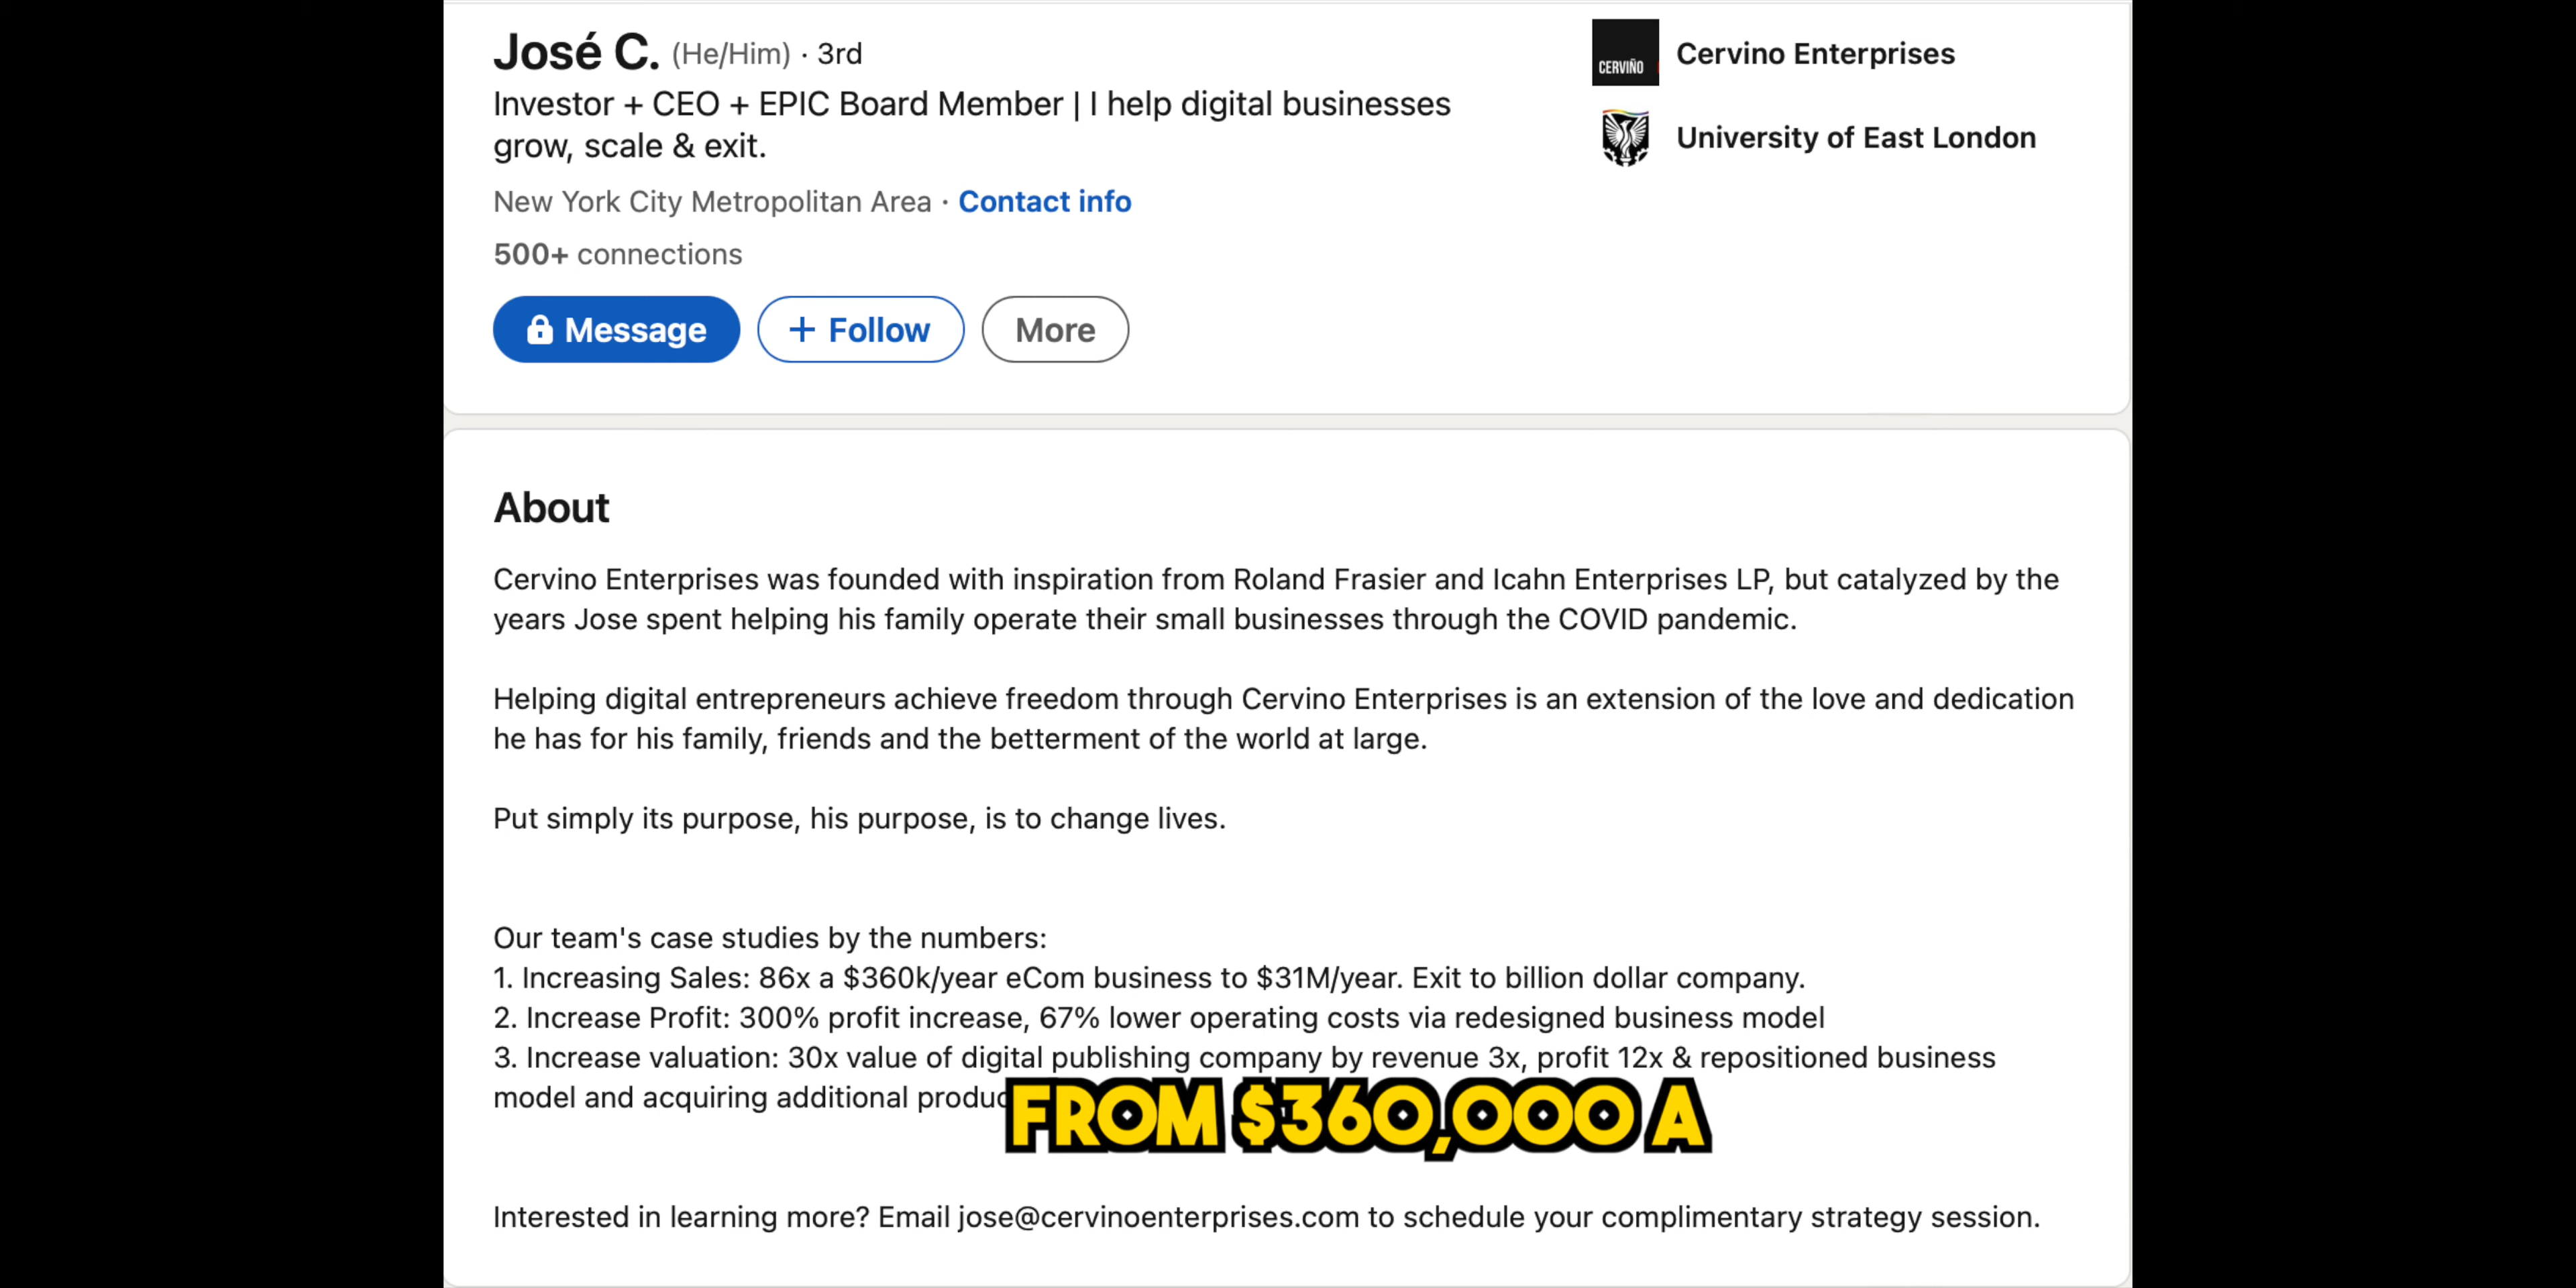 José C. (He/Him) · 3rd
Investor + CEO + EPIC Board Member | I help digital businesses
grow, scale & exit.
New York City Metropolitan Area · Contact info
500+ connections
Message
+ Follow
More
CERVIÑO
Cervino Enterprises
University of East London
About
Cervino Enterprises was founded with inspiration from Roland Frasier and Icahn Enterprises LP, but catalyzed by the
years Jose spent helping his family operate their small businesses through the COVID pandemic.
Helping digital entrepreneurs achieve freedom through Cervino Enterprises is an extension of the love and dedication
he has for his family, friends and the betterment of the world at large.
Put simply its purpose, his purpose, is to change lives.
Our team's case studies by the numbers:
1. Increasing Sales: 86x a $360k/year eCom business to $31M/year. Exit to billion dollar company.
2. Increase Profit: 300% profit increase, 67% lower operating costs via redesigned business model
3. Increase valuation: 30x value of digital publishing company by revenue 3x, profit 12x & repositioned business
model and acquiring additional
FROM $360,000 A
Interested in learning more? Email jose@cervinoenterprises.com to schedule your complimentary strategy session.